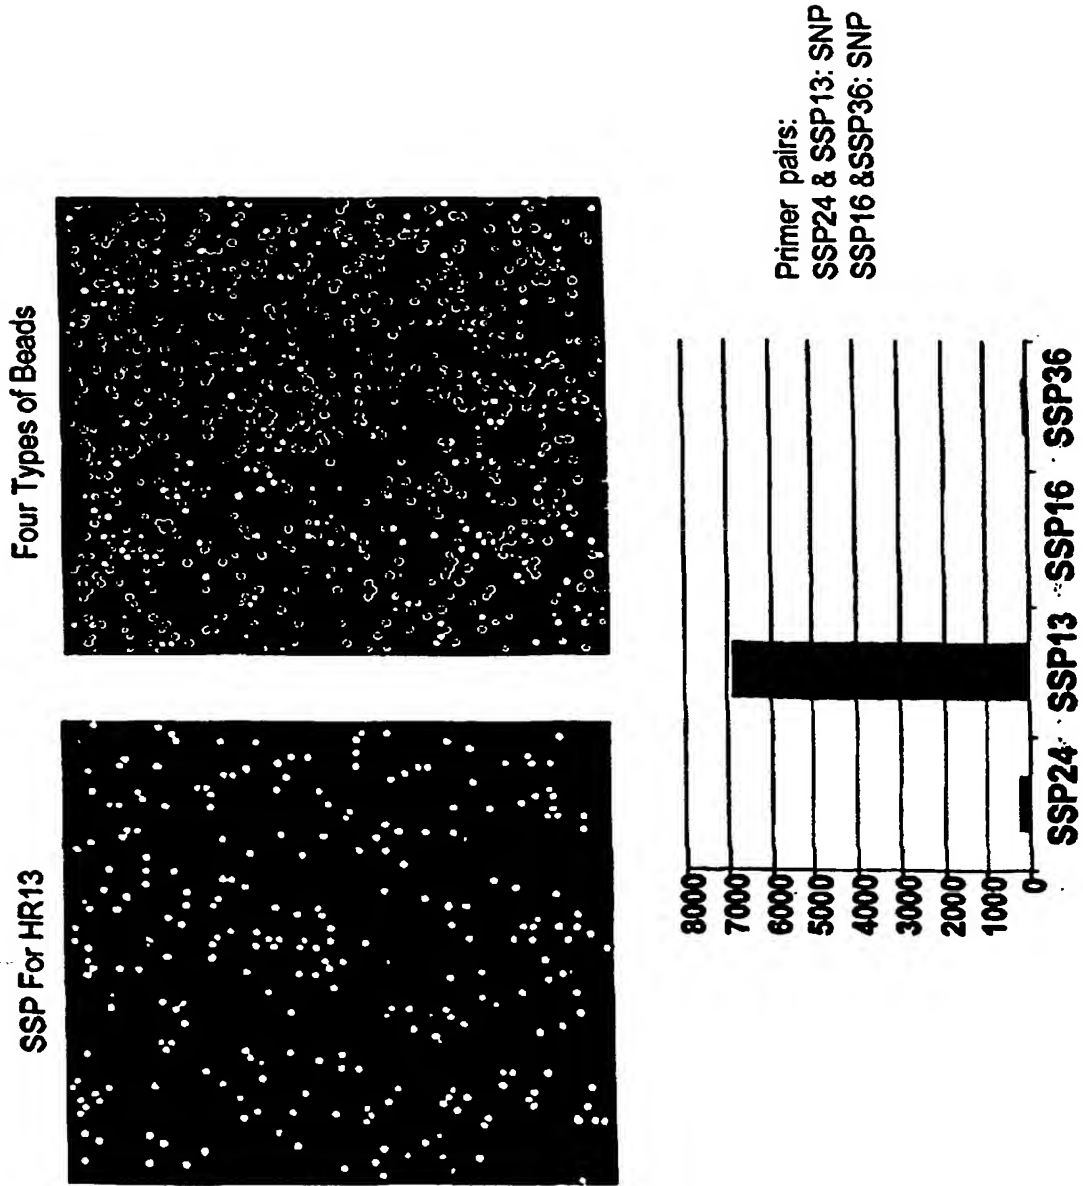 SSP For HR13
Four Types of Beads
8000
7000
6000
5000
4000
3000
2000
1000
0
SSP24 SSP13 SSP16 SSP36
Primer pairs:
SSP24 & SSP13: SNP
SSP16 &SSP36: SNP